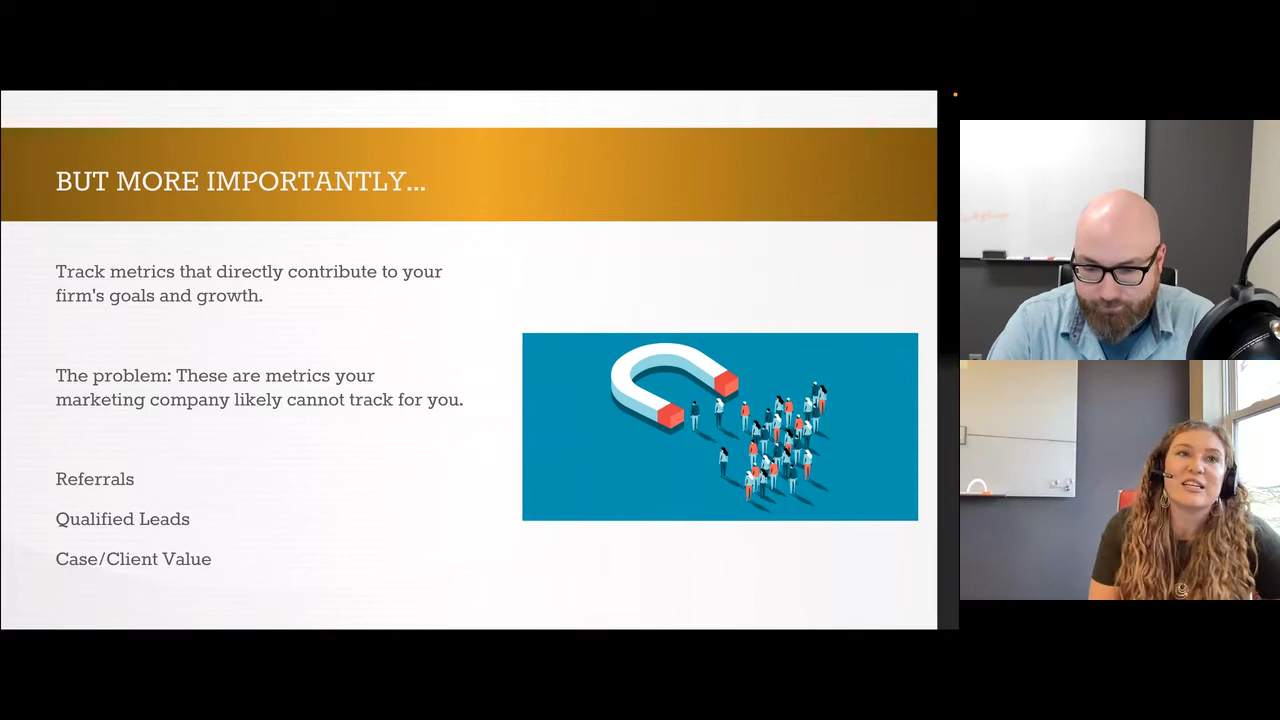 BUT MORE IMPORTANTLY...
Track metrics that directly contribute to your
firm's goals and growth.
The problem: These are metrics your
marketing company likely cannot track for you.
Referrals
Qualified Leads
Case/Client Value